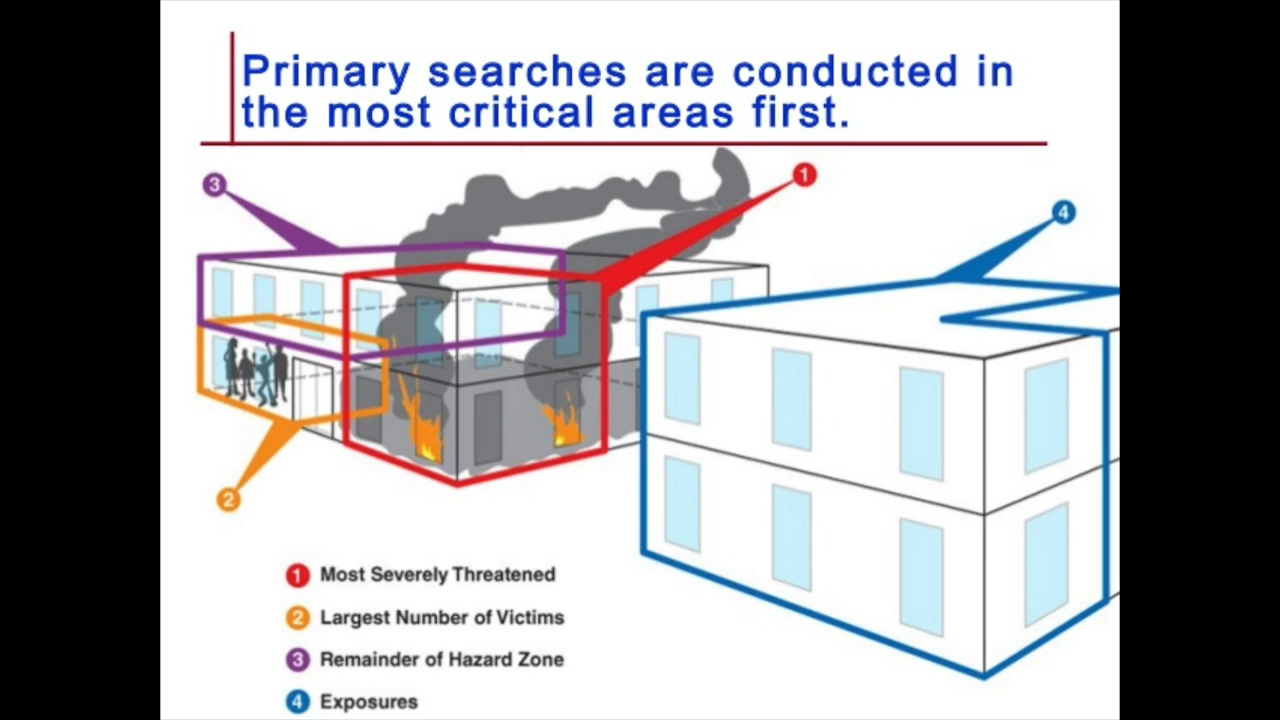 Primary searches are conducted in
the most critical areas first.
3
1
4
2
1 Most Severely Threatened
2 Largest Number of Victims
3 Remainder of Hazard Zone
4 Exposures